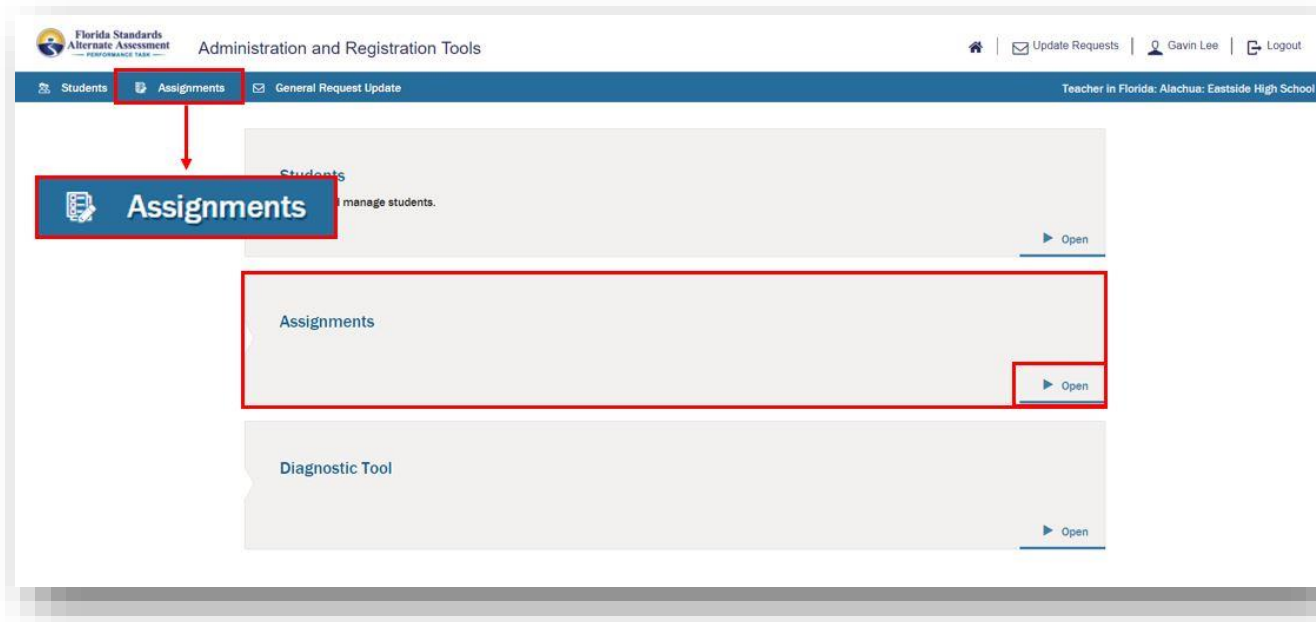 Florida Standards
Alternate Assessment
PERFORMANCE TASK
Administration and Registration Tools
Update Requests
Gavin Lee
Logout
Students
Assignments
General Request Update
Teacher in Florida: Alachua: Eastside High School
Students
Assignments
manage students.
Open
Assignments
Open
Diagnostic Tool
Open